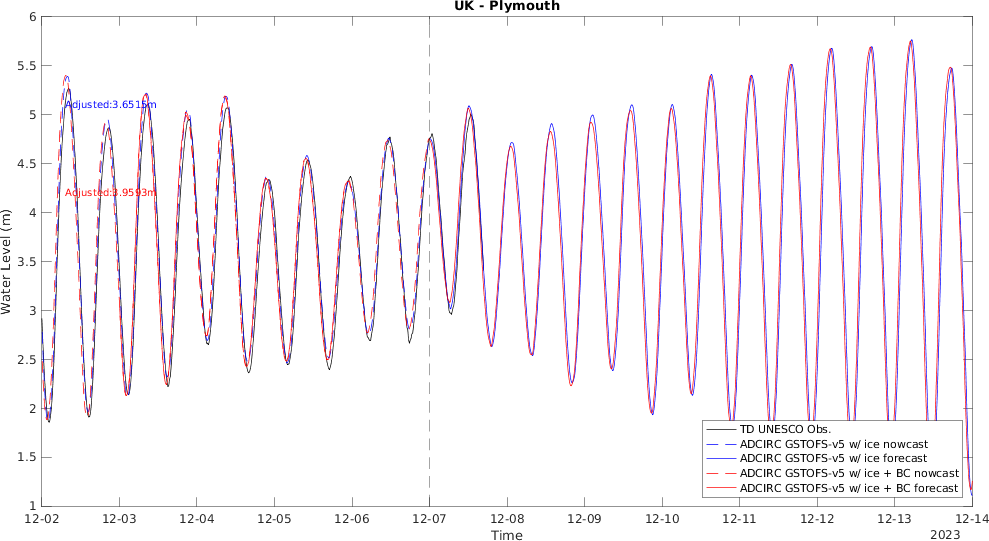 UK - Plymouth
6
5.5
5
4.5
4
3.5
3
2.5
2
1.5
1
Water Level (m)
Adjusted:3.6515m
Adjusted:3.9593m
TD UNESCO Obs.
ADCIRC GSTOFS-v5 w/ ice nowcast
ADCIRC GSTOFS-v5 w/ ice forecast
ADCIRC GSTOFS-v5 w/ ice + BC nowcast
ADCIRC GSTOFS-v5 w/ ice + BC forecast
12-02 12-03 12-04 12-05 12-06 12-07 12-08 12-09 12-10 12-11 12-12 12-13 12-14
Time
2023